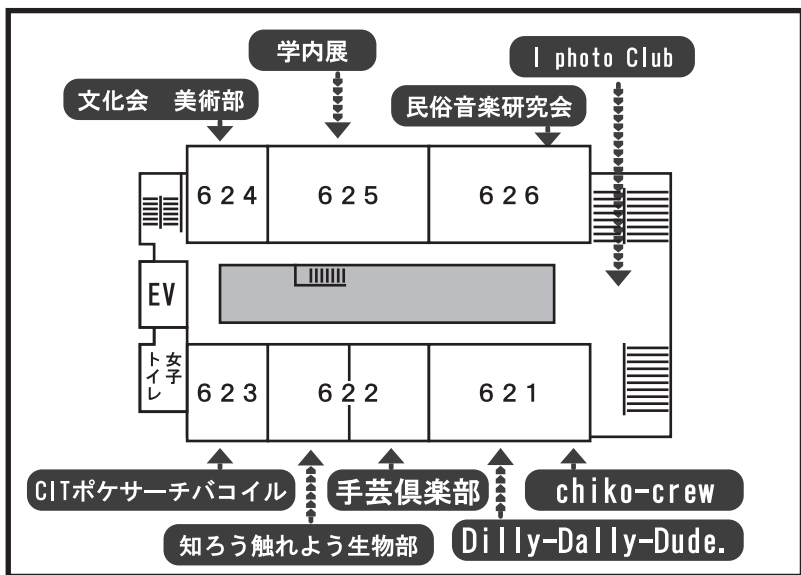 学内展
I photo Club
文化会 美術部
民俗音楽研究会
624
625
626
EV
女子トイレ
623
622
621
CITポケサーチバコイル
手芸倶楽部
chiko-crew
知ろう触れよう生物部
Dilly-Dally-Dude.